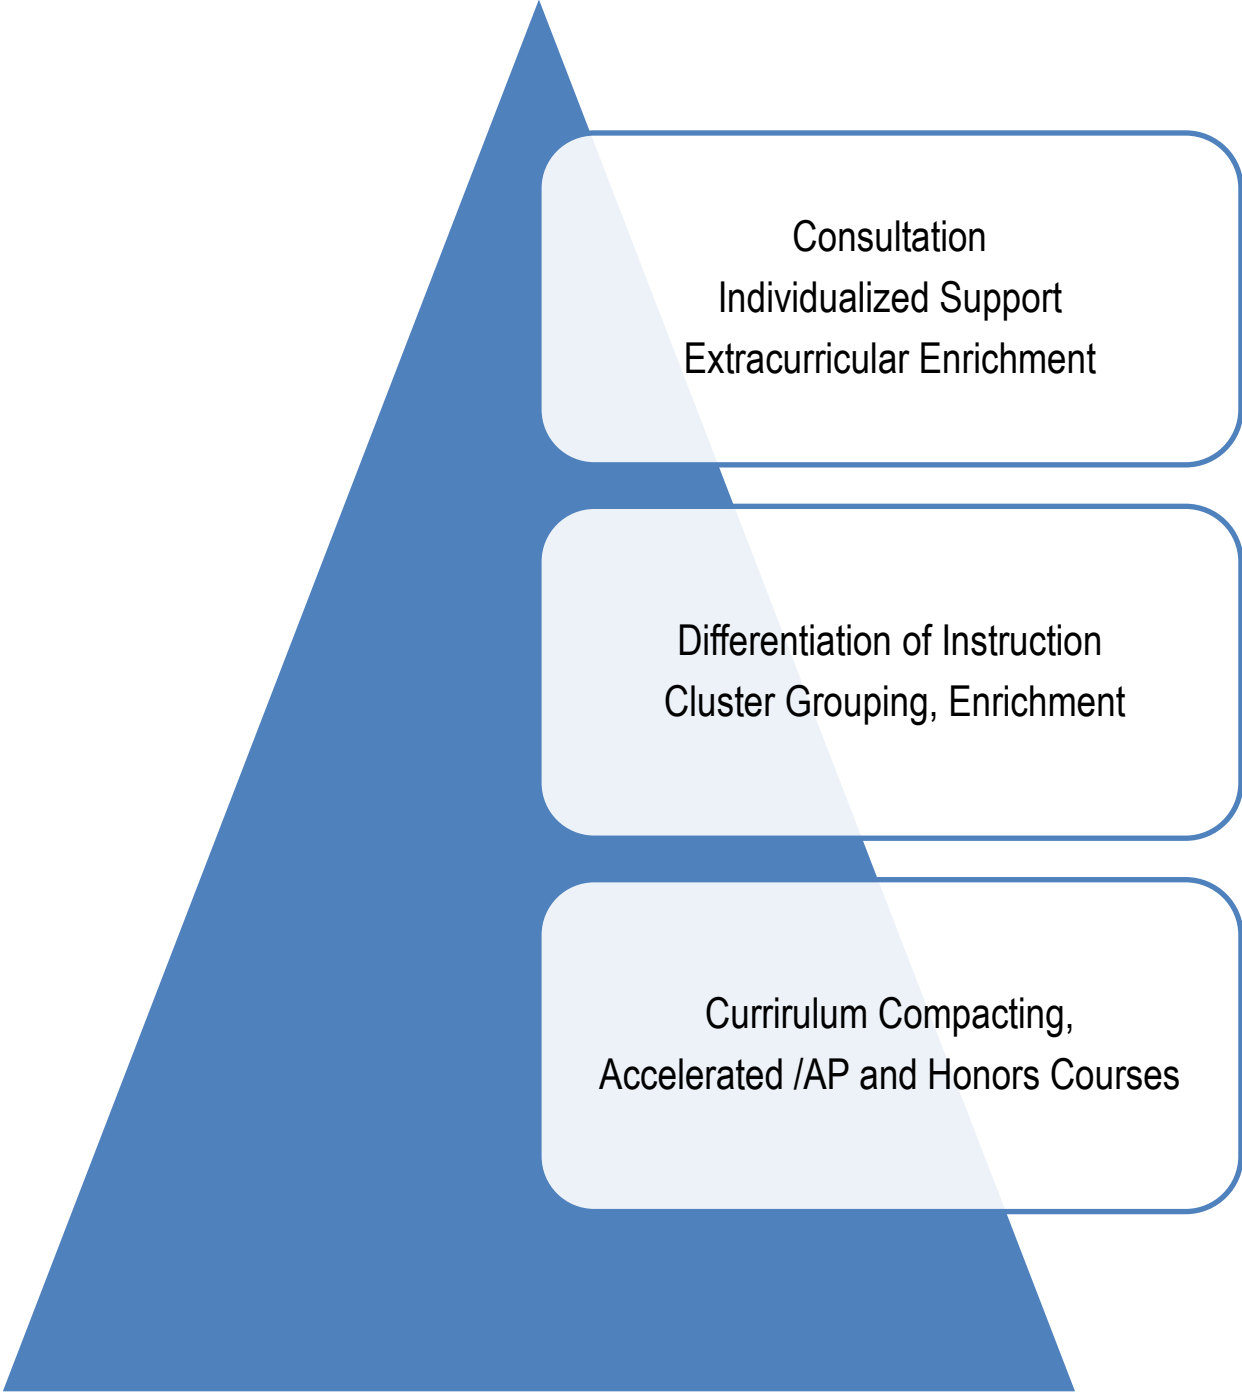 Consultation
Individualized Support
Extracurricular Enrichment
Differentiation of Instruction
Cluster Grouping, Enrichment
Currirulum Compacting,
Accelerated /AP and Honors Courses